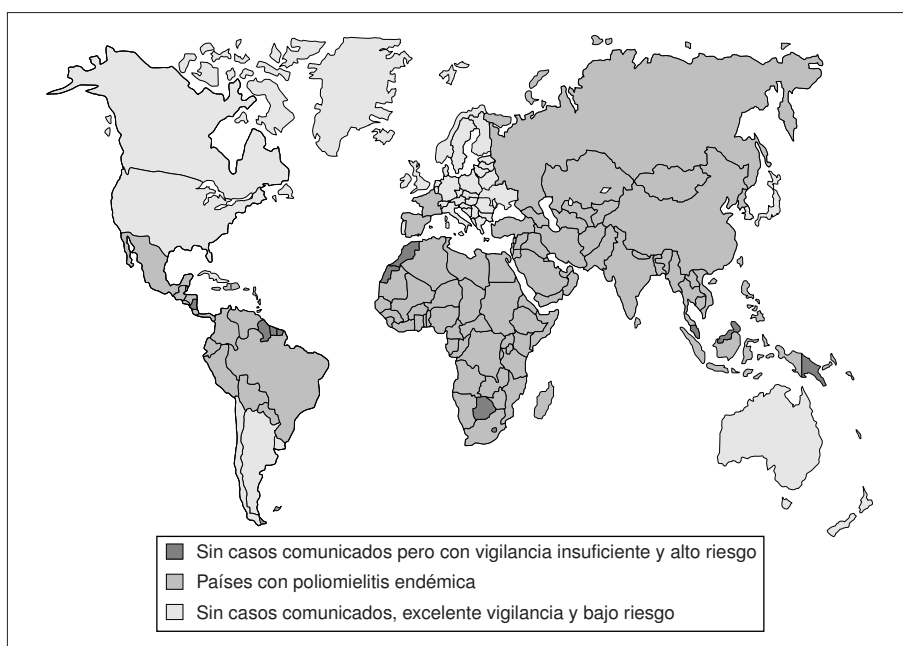 Sin casos comunicados pero con vigilancia insuficiente y alto riesgo
Países con poliomielitis endémica
Sin casos comunicados, excelente vigilancia y bajo riesgo